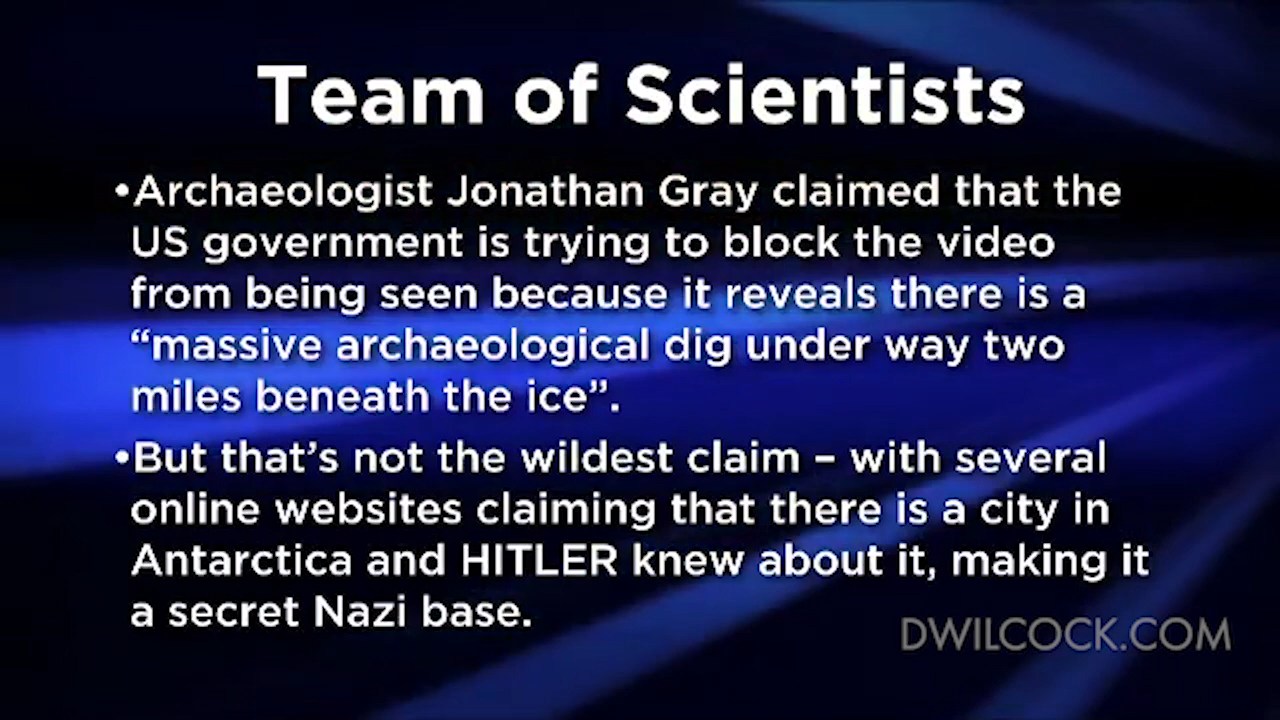 Team of Scientists
•Archaeologist Jonathan Gray claimed that the
US government is trying to block the video
from being seen because it reveals there is a
“massive archaeological dig under way two
miles beneath the ice”.
•But that’s not the wildest claim – with several
online websites claiming that there is a city in
Antarctica and HITLER knew about it, making it
a secret Nazi base.
DWILCOCK.COM